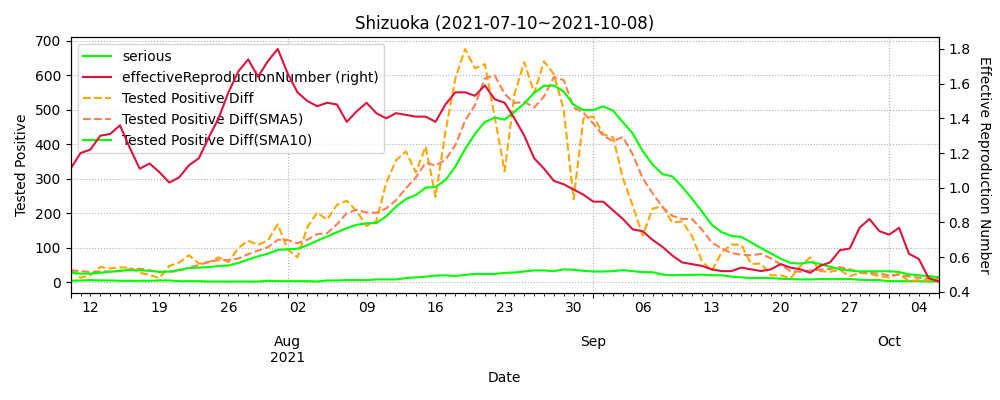 Shizuoka (2021-07-10~2021-10-08)
700
600
500
400
300
200
100
0
Tested Positive
serious
effectiveReproductionNumber (right)
Tested Positive Diff
Tested Positive Diff(SMA5)
Tested Positive Diff(SMA10)
1.8
1.6
1.4
1.2
1.0
0.8
0.6
0.4
Effective Reproduction Number
12 19 26 02 09 16 23 30 06 13 20 27 04
Aug Sep Oct
2021
Date